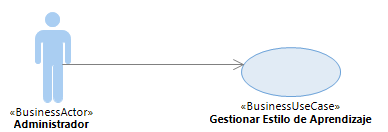 «BusinessActor»
Administrador
«BusinessUseCase»
Gestionar Estilo de Aprendizaje